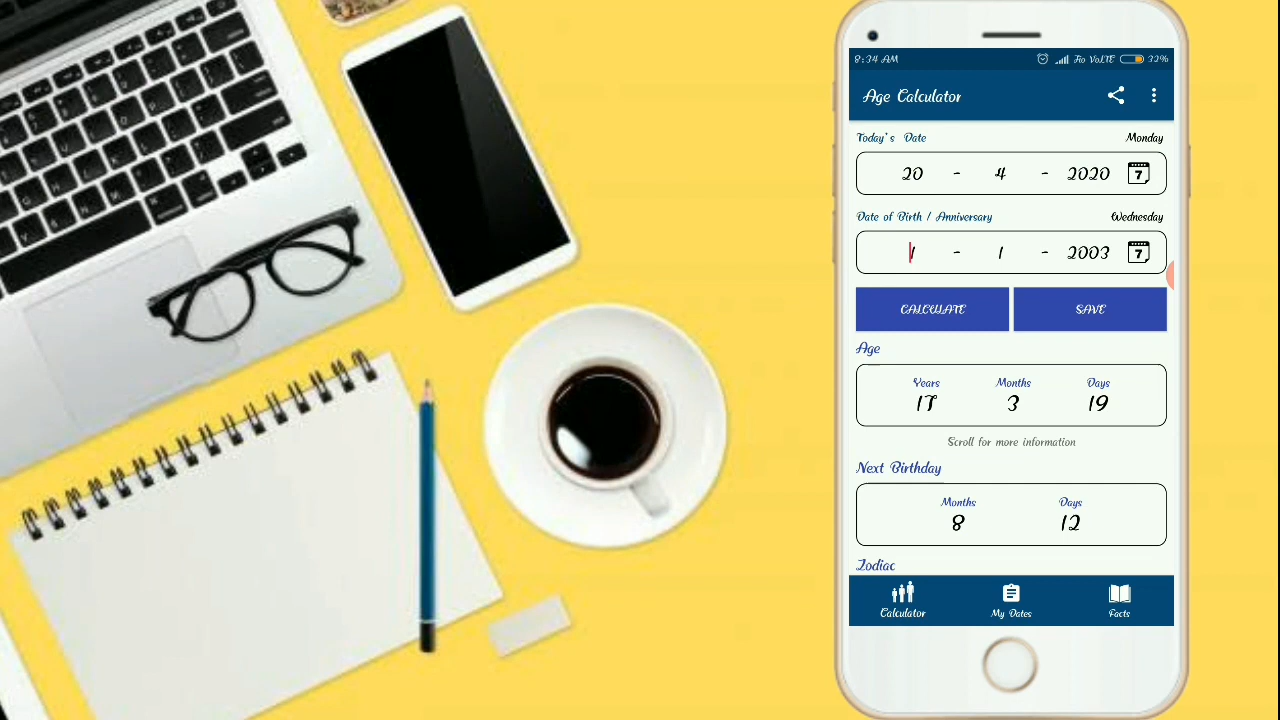 8:34 AM Jio VoLTE 32%
Age Calculator
Today's Date Monday
20 - 4 - 2020 7
Date of Birth / Anniversary Wednesday
1 - 1 - 2003 7
CALCULATE SAVE
Age
Years Months Days
17 3 19
Scroll for more information
Next Birthday
Months Days
8 12
Zodiac
Calculator My Dates Facts